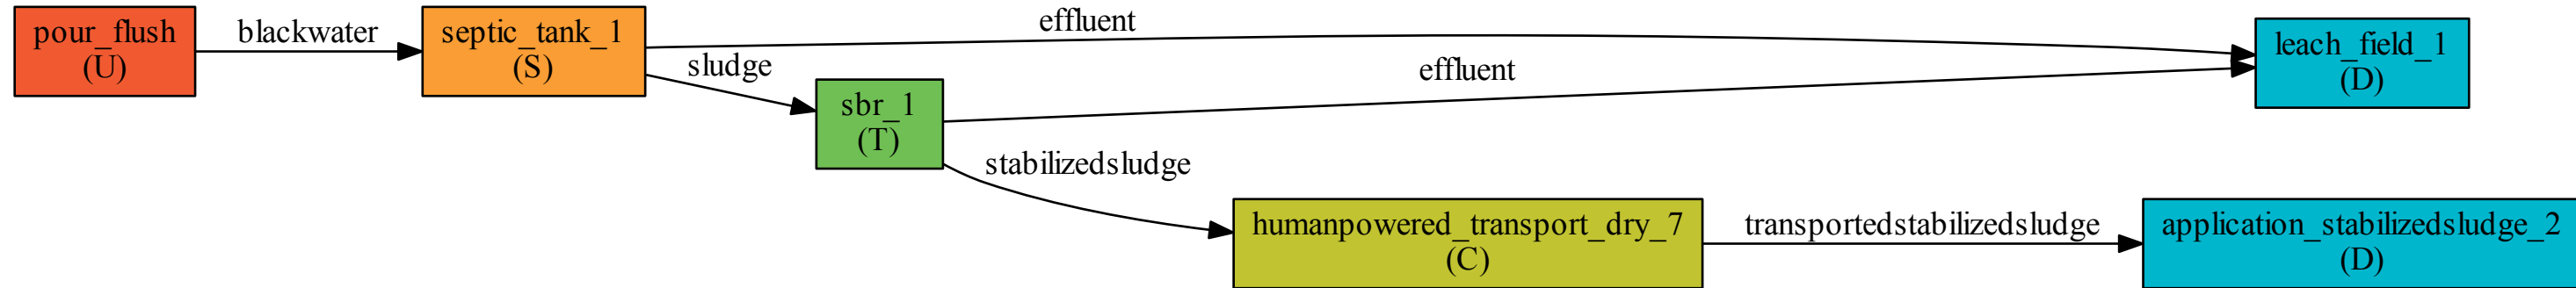 pour_flush
(U)
blackwater
septic_tank_1
(S)
effluent
sludge
leach_field_1
(D)
effluent
sbr_1
(T)
stabilizedsludge
humanpowered_transport_dry_7
(C)
transportedstabilizedsludge
application_stabilizedsludge_2
(D)